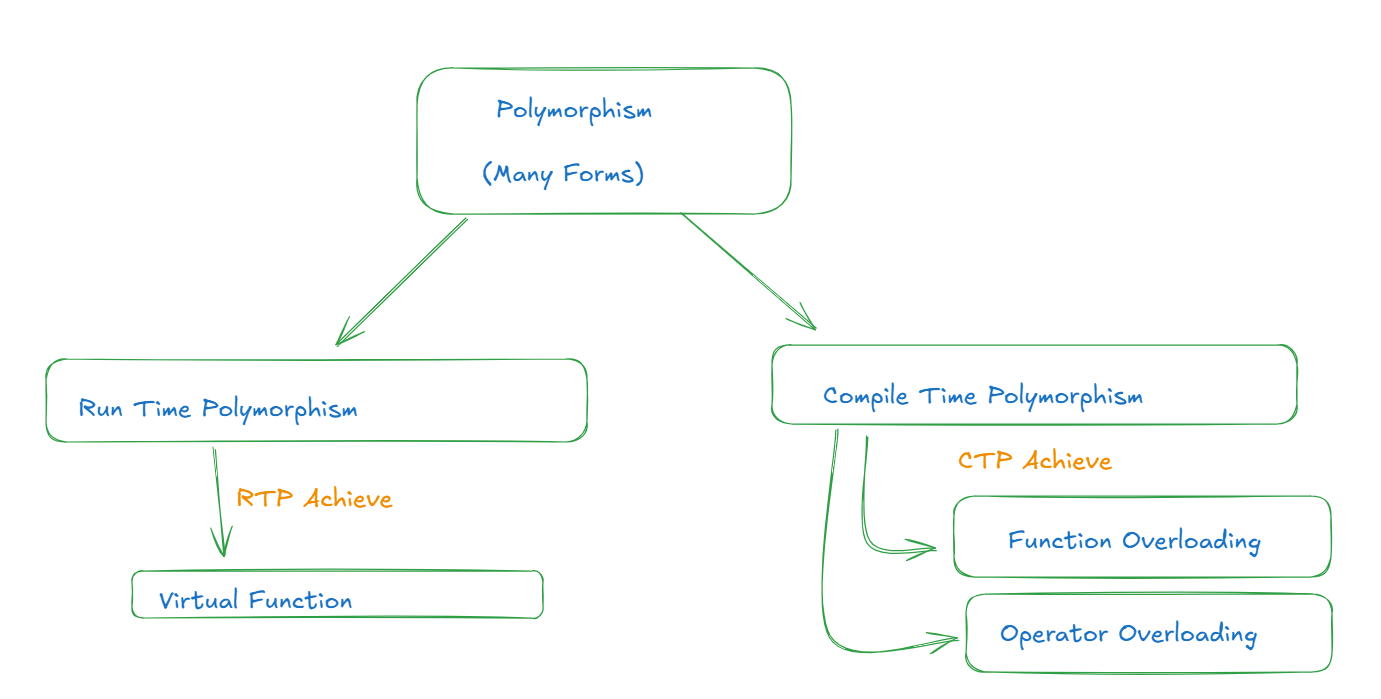 Polymorphism
(Many Forms)
Run Time Polymorphism
Compile Time Polymorphism
RTP Achieve
CTP Achieve
Virtual Function
Function Overloading
Operator Overloading